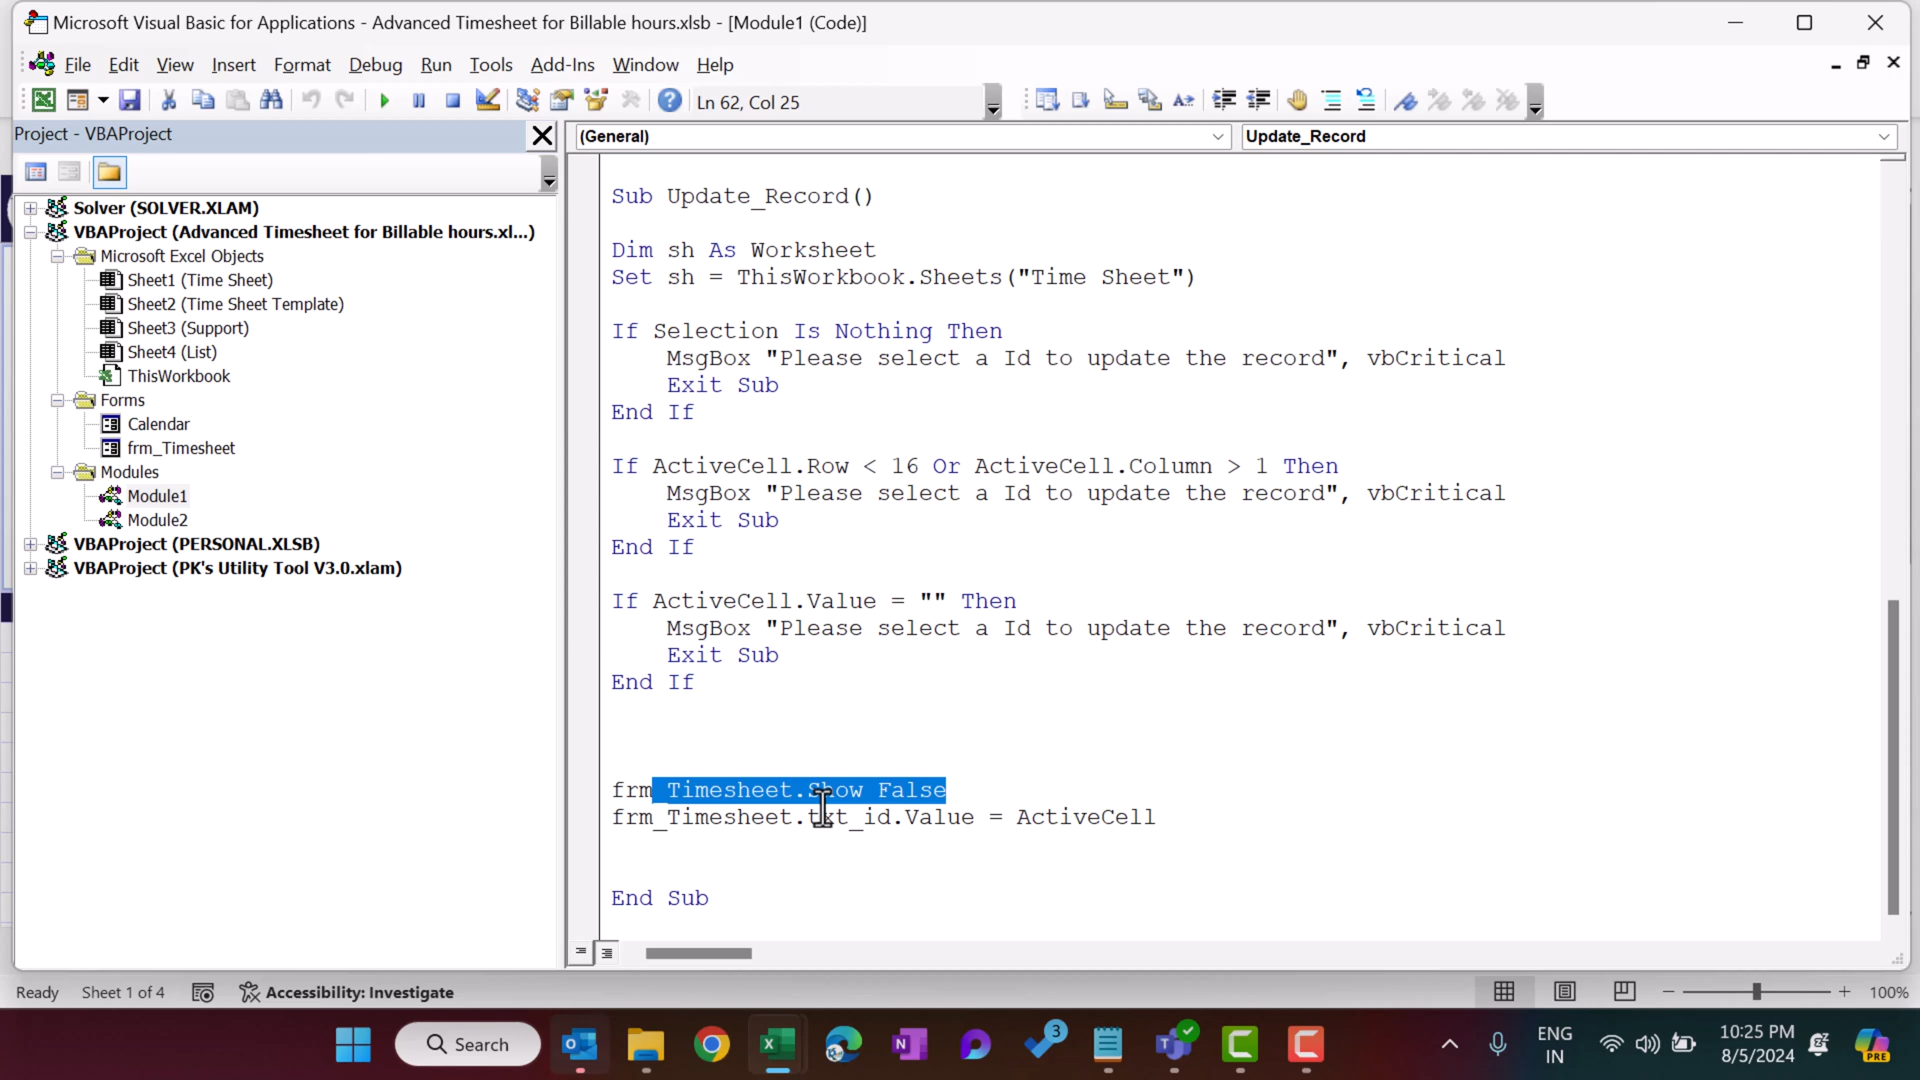 Microsoft Visual Basic for Applications - Advanced Timesheet for Billable hours.xlsb - [Module1 (Code)]
File Edit View Insert Format Debug Run Tools Add-Ins Window Help
Ln 62, Col 25
Project - VBAProject
(General) Update_Record
Solver (SOLVER.XLAM)
VBAProject (Advanced Timesheet for Billable hours.xl...)
Microsoft Excel Objects
Sheet1 (Time Sheet)
Sheet2 (Time Sheet Template)
Sheet3 (Support)
Sheet4 (List)
ThisWorkbook
Forms
Calendar
frm_Timesheet
Modules
Module1
Module2
VBAProject (PERSONAL.XLSB)
VBAProject (PK's Utility Tool V3.0.xlam)
Sub Update_Record()
Dim sh As Worksheet
Set sh = ThisWorkbook.Sheets("Time Sheet")
If Selection Is Nothing Then
MsgBox "Please select a Id to update the record", vbCritical
Exit Sub
End If
If ActiveCell.Row < 16 Or ActiveCell.Column > 1 Then
MsgBox "Please select a Id to update the record", vbCritical
Exit Sub
End If
If ActiveCell.Value = "" Then
MsgBox "Please select a Id to update the record", vbCritical
Exit Sub
End If
frm_Timesheet.Show False
frm_Timesheet.txt_id.Value = ActiveCell
End Sub
Ready Sheet 1 of 4 Accessibility: Investigate 100%
Search
3
ENG
IN
10:25 PM
8/5/2024
PRE